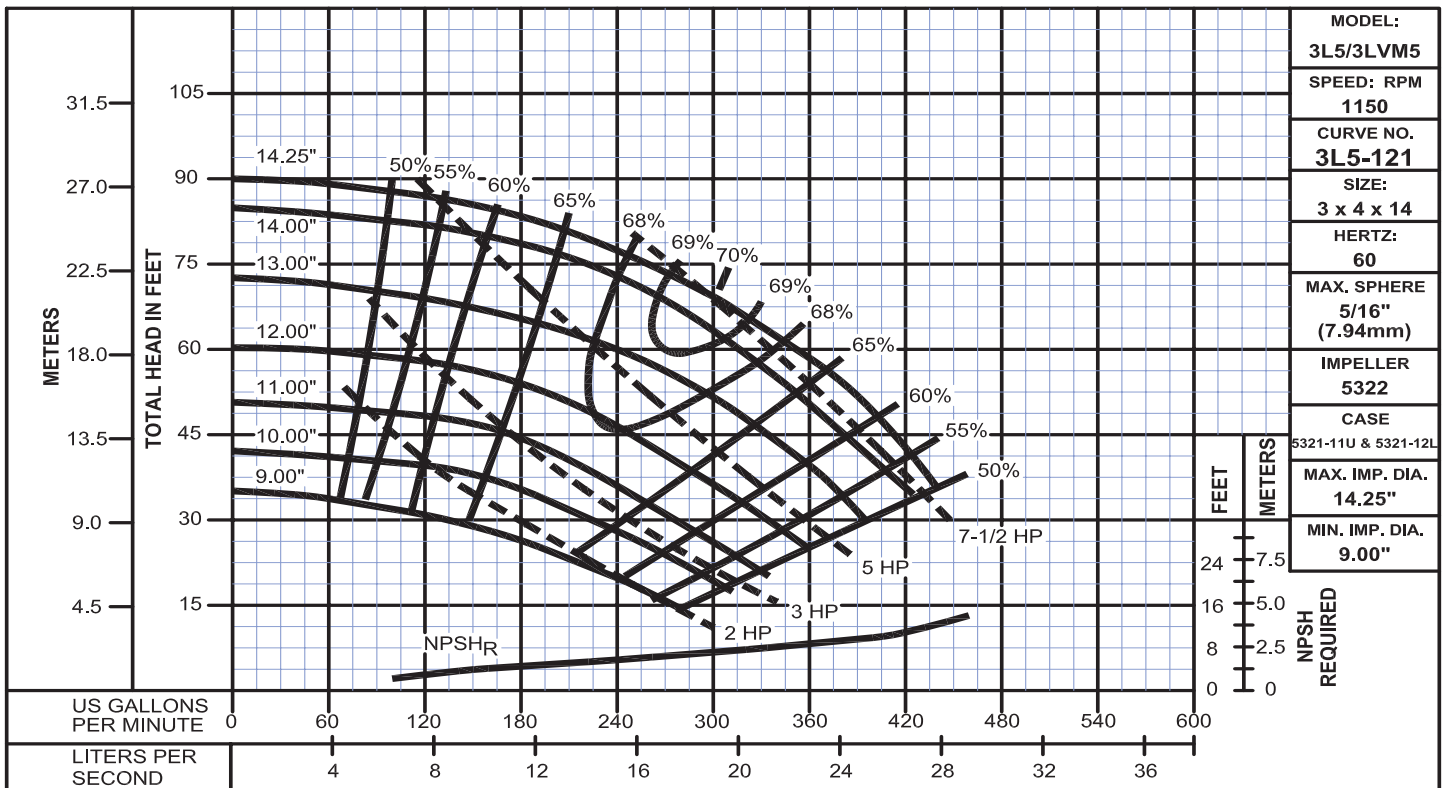 MODEL:
3L5/3LVM5
SPEED: RPM
1150
CURVE NO.
3L5-121
SIZE:
3 x 4 x 14
HERTZ:
60
MAX. SPHERE
5/16"
(7.94mm)
IMPELLER
5322
CASE
5321-11U & 5321-12L
MAX. IMP. DIA.
14.25"
MIN. IMP. DIA.
9.00"
METERS
31.5
27.0
22.5
18.0
13.5
9.0
4.5
TOTAL HEAD IN FEET
105
90
75
60
45
30
15
14.25"
14.00"
13.00"
12.00"
11.00"
10.00"
9.00"
50%
55%
60%
65%
68%
69%
70%
69%
68%
65%
60%
55%
50%
7-1/2 HP
5 HP
3 HP
2 HP
NPSHR
FEET
METERS
24
16
8
0
7.5
5.0
2.5
0
NPSH
REQUIRED
US GALLONS
PER MINUTE
0 60 120 180 240 300 360 420 480 540 600
LITERS PER
SECOND
4 8 12 16 20 24 28 32 36